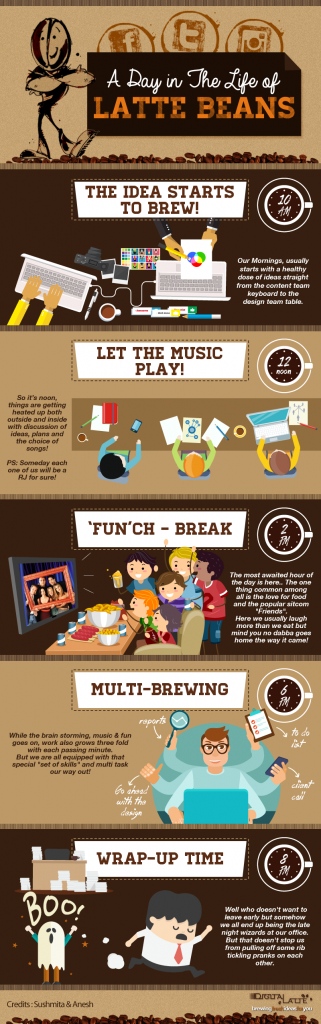 A Day in The Life of
LATTE BEANS
THE IDEA STARTS
TO BREW!
10
AM
Our Mornings, usually
starts with a healthy
dose of ideas straight
from the content team
keyboard to the
design team table.
LET THE MUSIC
PLAY!
12
noon
So it's noon,
things are getting
heated up both
outside and inside
with discussion of
ideas, plans and
the choice of
songs!
PS: Someday each
one of us will be a
RJ for sure!
'FUN'CH - BREAK
2
PM
The most awaited hour of
the day is here.. The one
thing common among
all is the love for food
and the popular sitcom
"Friends".
Here we usually laugh
more than we eat but
mind you no dabba goes
home the way it came!
MULTI-BREWING
6
PM
While the brain storming, music & fun
goes on, work also grows three fold
with each passing minute.
But we are all equipped with that
special "set of skills" and multi task
our way out!
reports
to do
list
Go ahead
with the
design
client
call
WRAP-UP TIME
8
PM
BOO!
Well who doesn't want to
leave early but somehow
we all end up being the late
night wizards at our office.
But that doesn't stop us
from pulling off some rib
tickling pranks on
each other.
Credits : Sushmita & Anesh